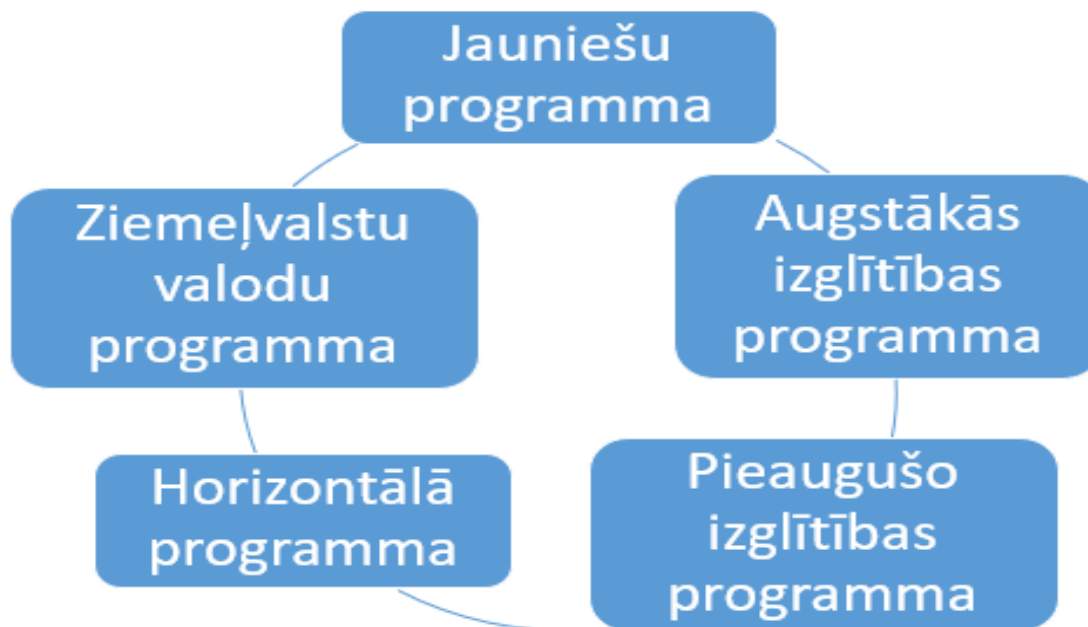 Jauniešu
programma
Ziemeļvalstu
valodu
programma
Augstākās
izglītības
programma
Horizontālā
programma
Pieaugušo
izglītības
programma